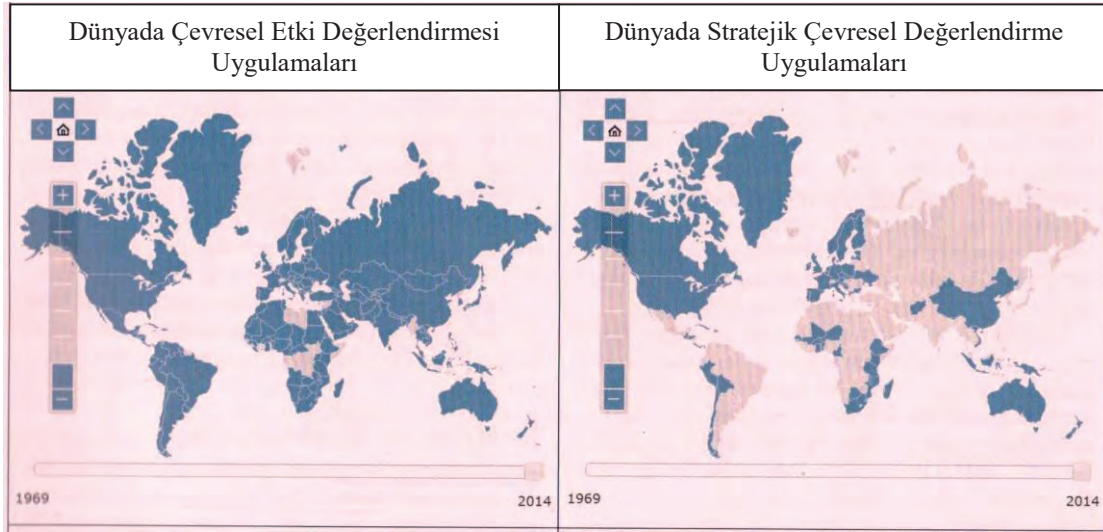 Dünyada Çevresel Etki Değerlendirmesi
Uygulamaları
Dünyada Stratejik Çevresel Değerlendirme
Uygulamaları
1969
2014
1969
2014